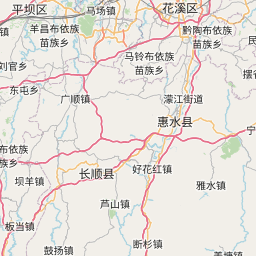 平坝区
马场镇
花溪区
羊昌布依族
苗族乡
黔陶布依族
苗族乡
马铃布依族
苗族乡
刘官乡
东屯乡
广顺镇
濛江街道
惠水县
布依族
乡
坝羊镇
长顺县
好花红镇
雅水镇
芦山镇
板当镇
鼓扬镇
断杉镇